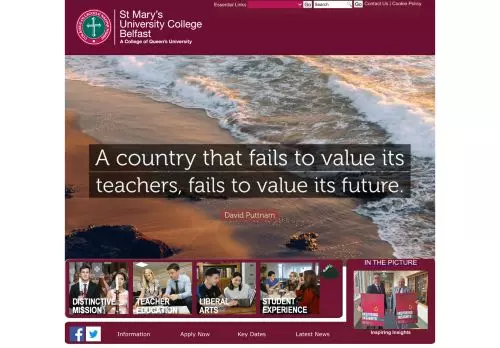 Essential Links
Go
Search
Go
Contact Us | Cookie Policy
St Mary's
University College
Belfast
A College of Queen's University
A country that fails to value its
teachers, fails to value its future.
David Puttnam
DISTINCTIVE
MISSION
TEACHER
EDUCATION
LIBERAL
ARTS
STUDENT
EXPERIENCE
IN THE PICTURE
Inspiring Insights
Information
Apply Now
Key Dates
Latest News